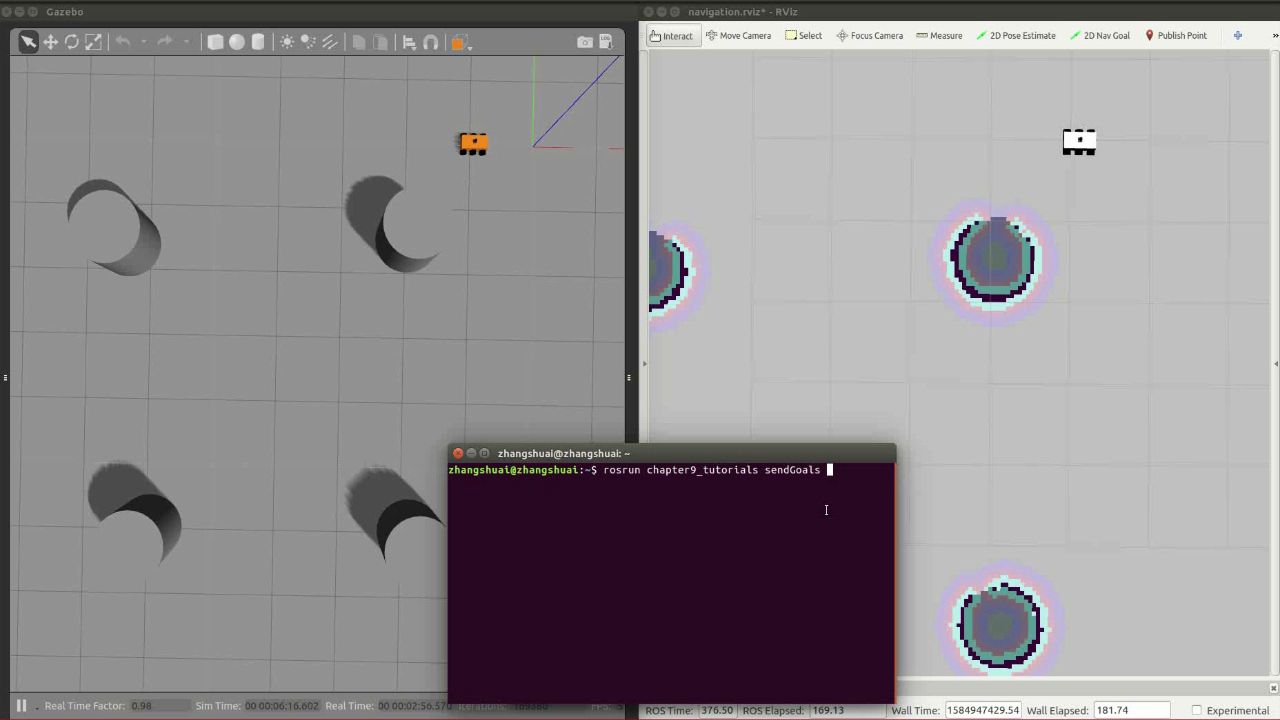 Gazebo
navigation.rviz* - RViz
Interact Move Camera Select Focus Camera Measure 2D Pose Estimate 2D Nav Goal Publish Point »
zhangshuai@zhangshuai: ~
zhangshuai@zhangshuai:~$ rosrun chapter9_tutorials sendGoals
Real Time Factor: 0.98 Sim Time: 00 00:06:16.602 Real Time: 00 00:02:56.570
ROS Time: 376.50 ROS Elapsed: 169.13 Wall Time: 1584947429.54 Wall Elapsed: 181.74 Experimental